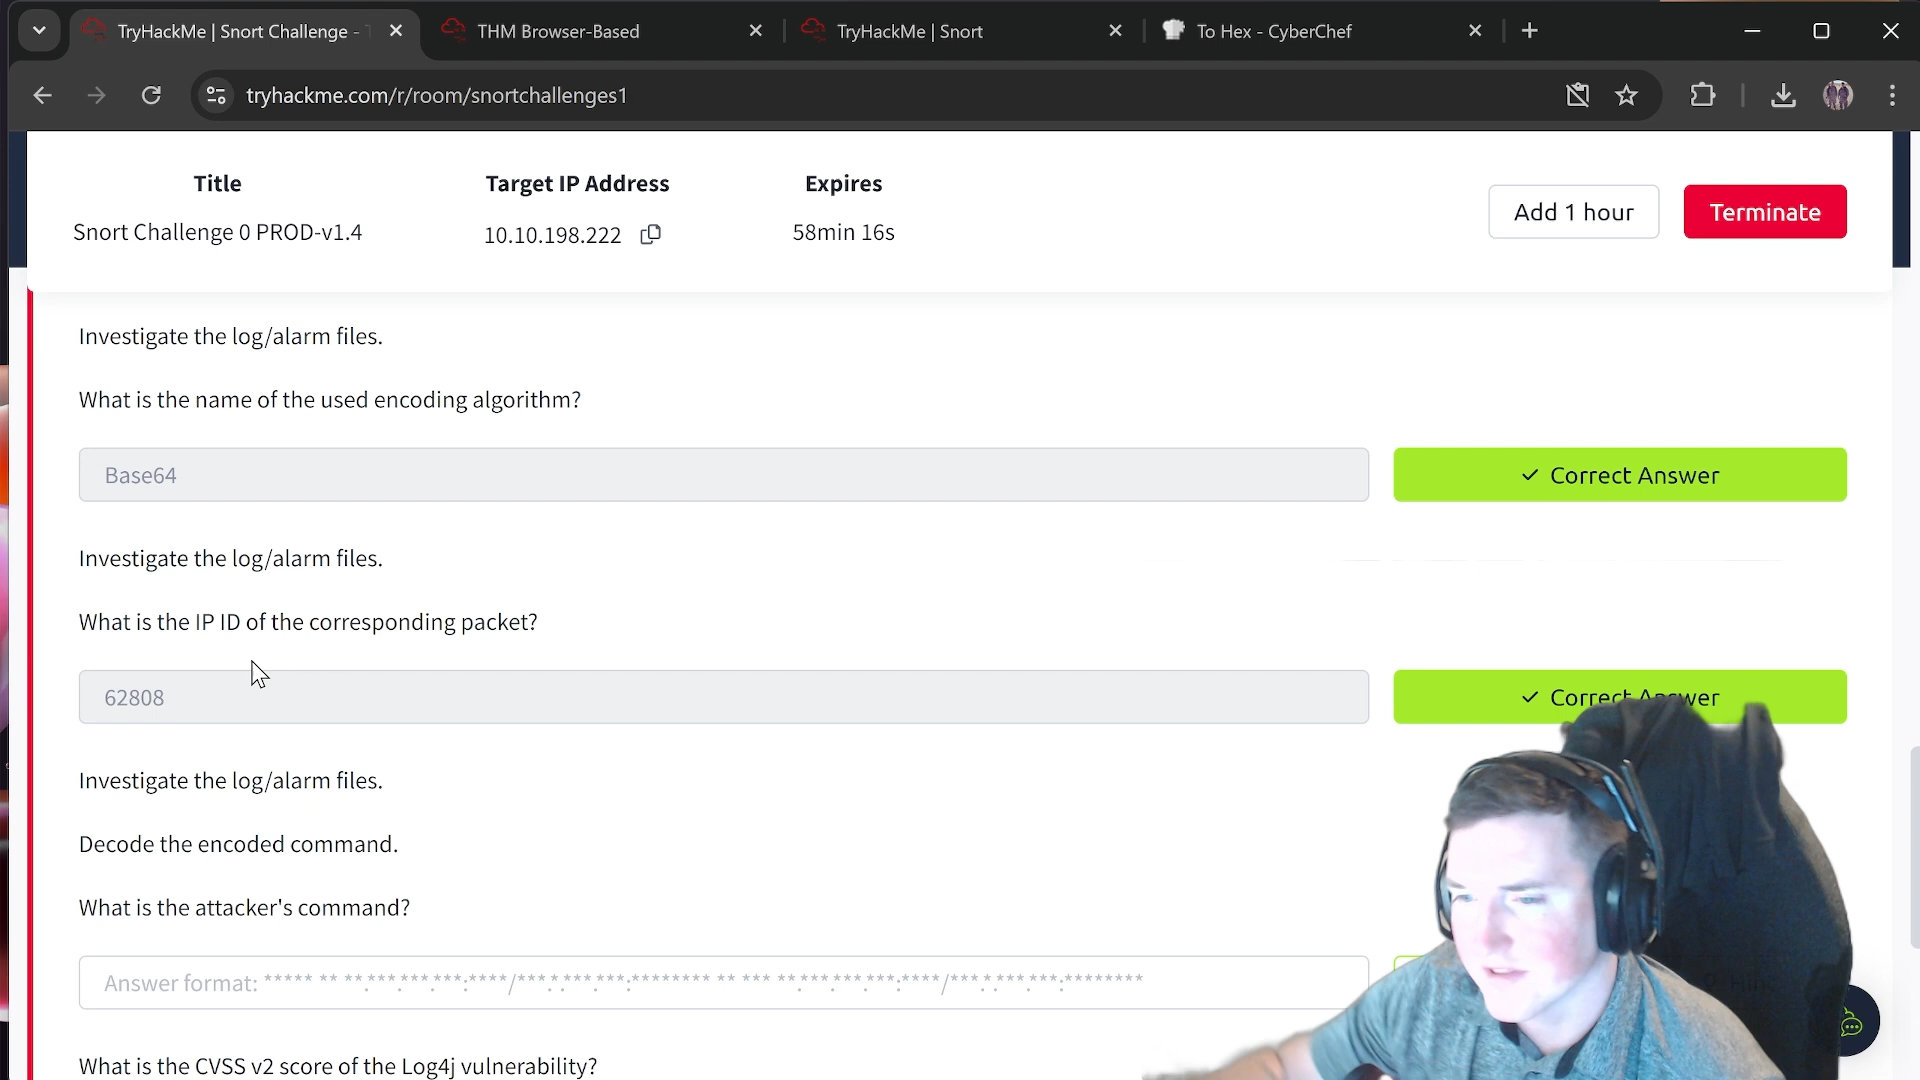 TryHackMe | Snort Challenge -
THM Browser-Based
TryHackMe | Snort
To Hex - CyberChef
tryhackme.com/r/room/snortchallenges1
Title
Target IP Address
Expires
Snort Challenge 0 PROD-v1.4
10.10.198.222
58min 16s
Add 1 hour
Terminate
Investigate the log/alarm files.
What is the name of the used encoding algorithm?
Base64
Correct Answer
Investigate the log/alarm files.
What is the IP ID of the corresponding packet?
62808
Correct Answer
Investigate the log/alarm files.
Decode the encoded command.
What is the attacker's command?
Answer format: ***** ** **.***.***.***:****/***.*.***.***:******** ** *** **.***.***.***:****/***.*.***.***:********
What is the CVSS v2 score of the Log4j vulnerability?